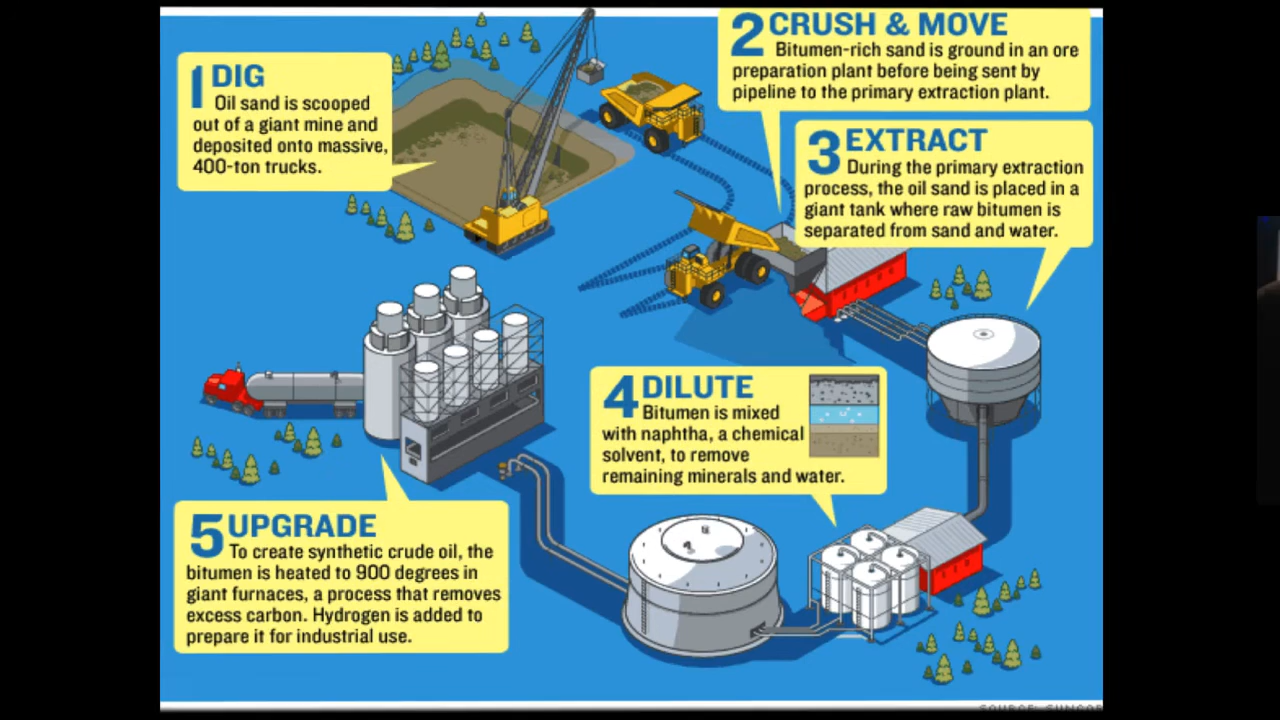 1 DIG
Oil sand is scooped
out of a giant mine and
deposited onto massive,
400-ton trucks.
2 CRUSH & MOVE
Bitumen-rich sand is ground in an ore
preparation plant before being sent by
pipeline to the primary extraction plant.
3 EXTRACT
During the primary extraction
process, the oil sand is placed in a
giant tank where raw bitumen is
separated from sand and water.
4 DILUTE
Bitumen is mixed
with naphtha, a chemical
solvent, to remove
remaining minerals and water.
5 UPGRADE
To create synthetic crude oil, the
bitumen is heated to 900 degrees in
giant furnaces, a process that removes
excess carbon. Hydrogen is added to
prepare it for industrial use.
SOURCE: SUNCOR